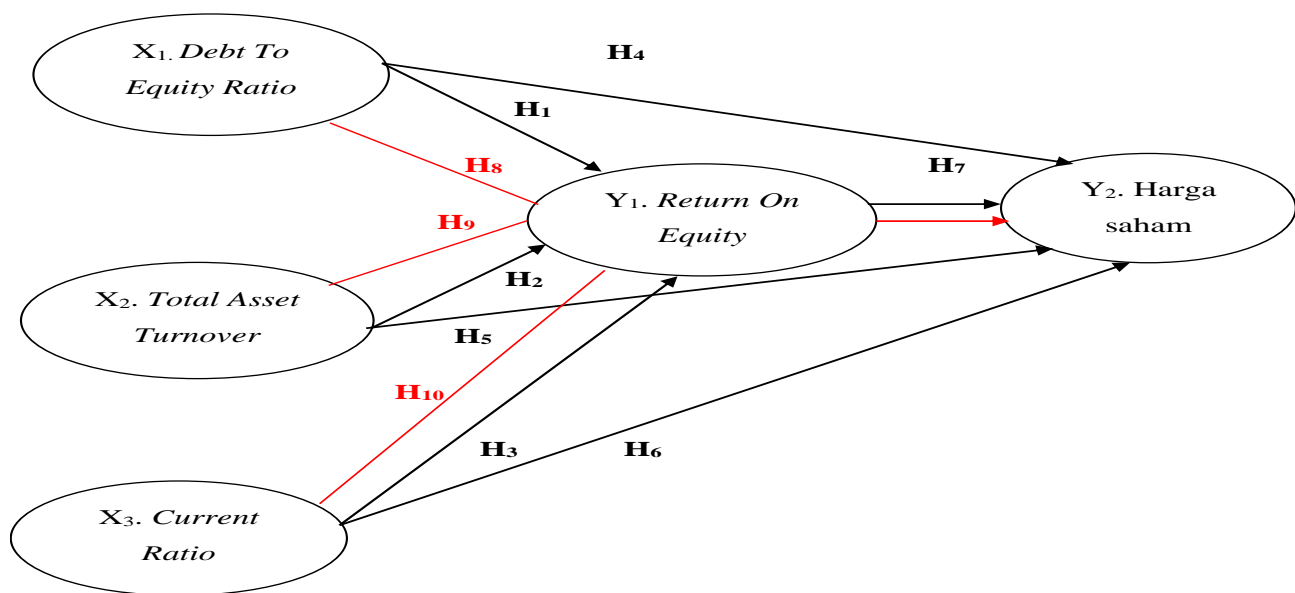 X₁. Debt To
Equity Ratio
H₄
H₁
H₈
H₇
Y₁. Return On
Equity
Y₂. Harga
saham
H₉
X₂. Total Asset
Turnover
H₂
H₅
H₁₀
H₃
H₆
X₃. Current
Ratio